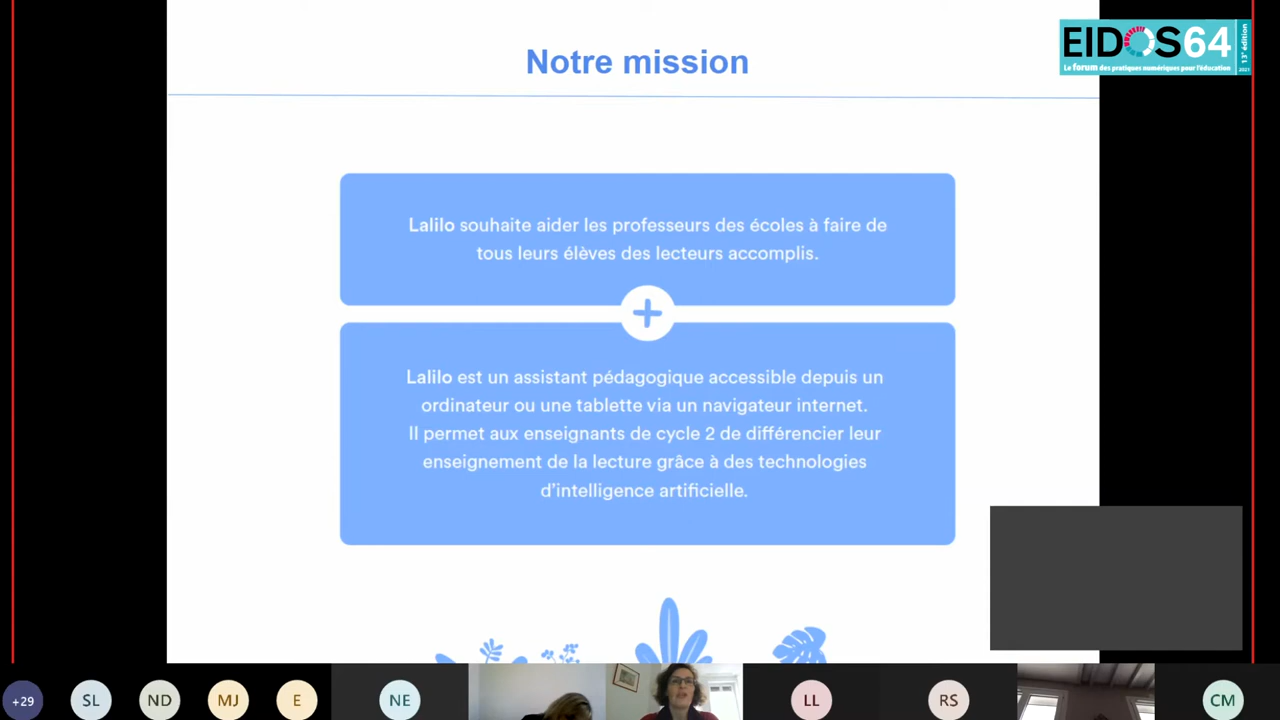 Notre mission
EIDOS64
Le forum des pratiques numériques pour l'éducation
13e édition
2021
Lalilo souhaite aider les professeurs des écoles à faire de
tous leurs élèves des lecteurs accomplis.
+
Lalilo est un assistant pédagogique accessible depuis un
ordinateur ou une tablette via un navigateur internet.
Il permet aux enseignants de cycle 2 de différencier leur
enseignement de la lecture grâce à des technologies
d'intelligence artificielle.
+29
SL
ND
MJ
E
NE
LL
RS
CM